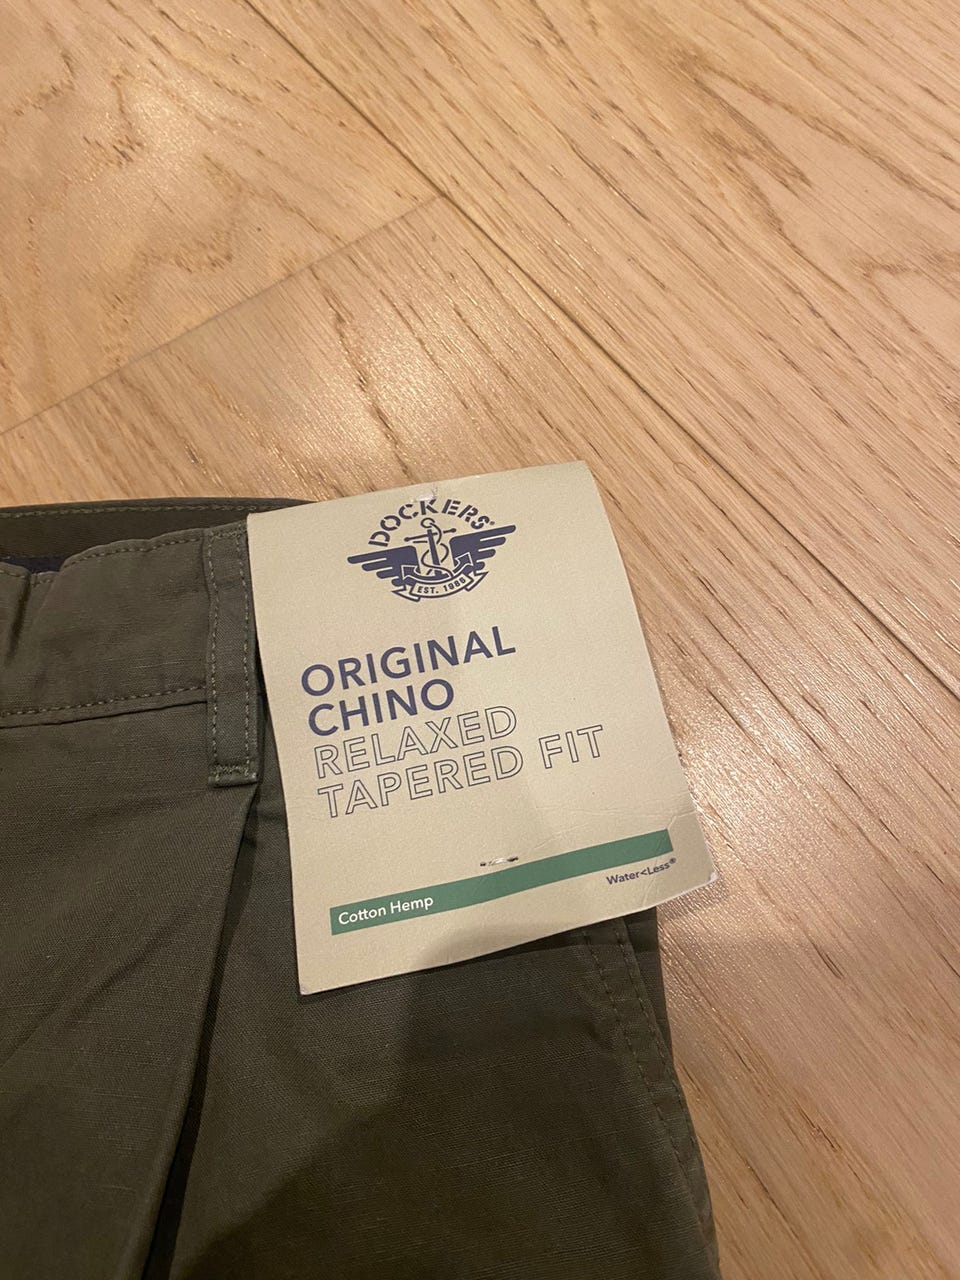 DOCKERS®
EST. 1986
ORIGINAL
CHINO
RELAXED
TAPERED FIT
Cotton Hemp
Water<Less®